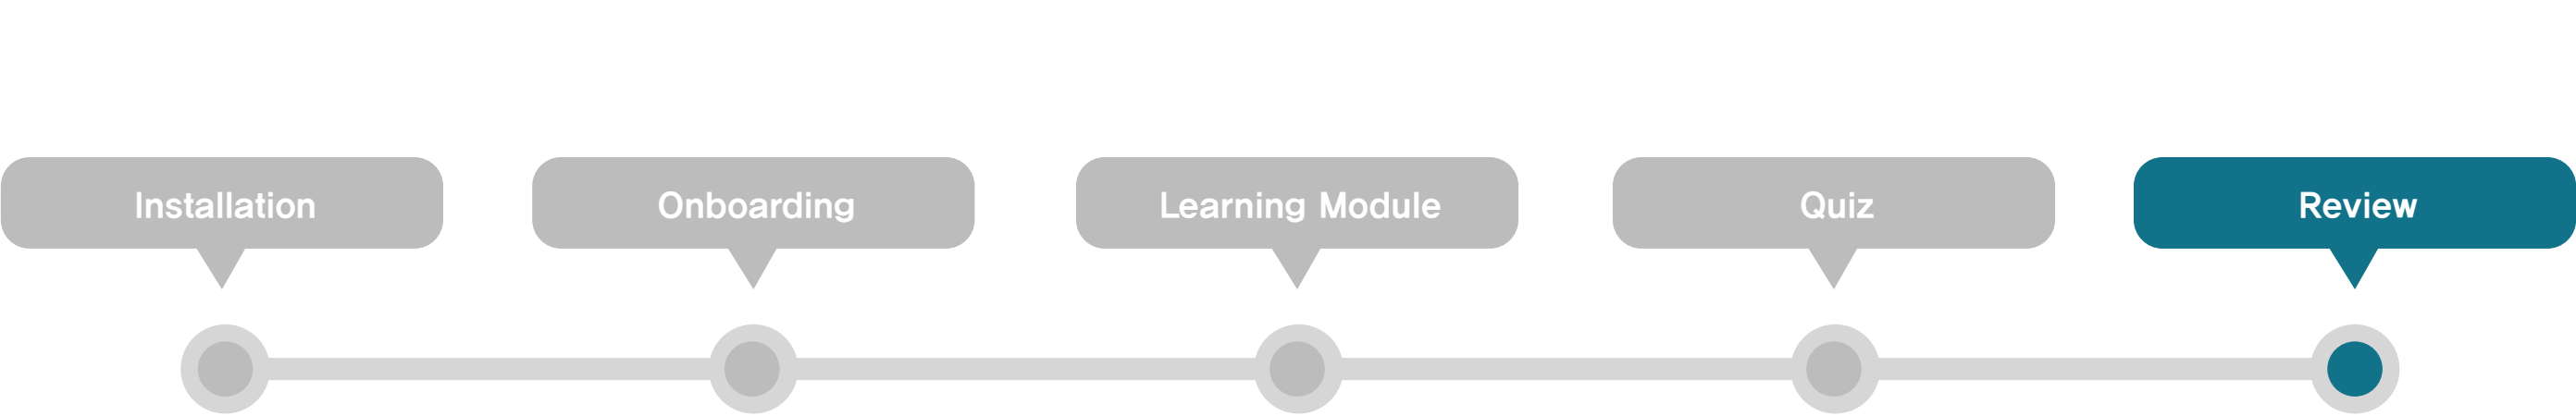 Installation
Onboarding
Learning Module
Quiz
Review